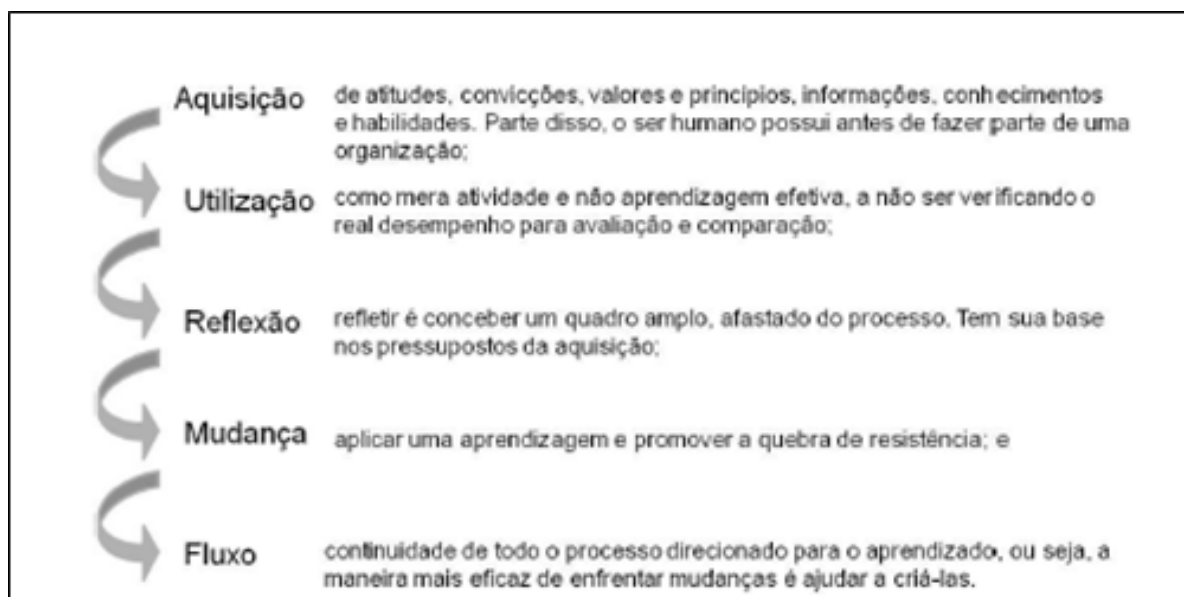 Aquisição de atitudes, convicções, valores e princípios, informações, conhecimentos
e habilidades. Parte disso, o ser humano possui antes de fazer parte de uma
organização;
Utilização como mera atividade e não aprendizagem efetiva, a não ser verificando o
real desempenho para avaliação e comparação;
Reflexão refletir é conceber um quadro amplo, afastado do processo. Tem sua base
nos pressupostos da aquisição;
Mudança aplicar uma aprendizagem e promover a quebra de resistência; e
Fluxo continuidade de todo o processo direcionado para o aprendizado, ou seja, a
maneira mais eficaz de enfrentar mudanças é ajudar a criá-las.